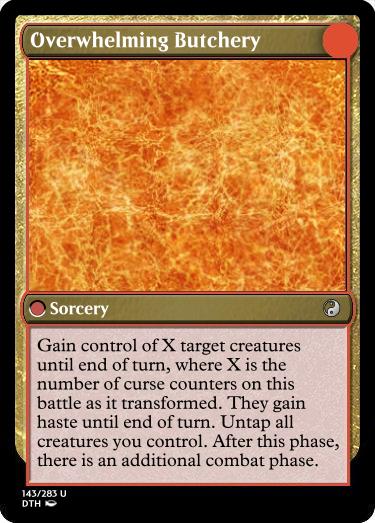 Overwhelming Butchery
Sorcery
Gain control of X target creatures
until end of turn, where X is the
number of curse counters on this
battle as it transformed. They gain
haste until end of turn. Untap all
creatures you control. After this phase,
there is an additional combat phase.
143/283 U
DTH